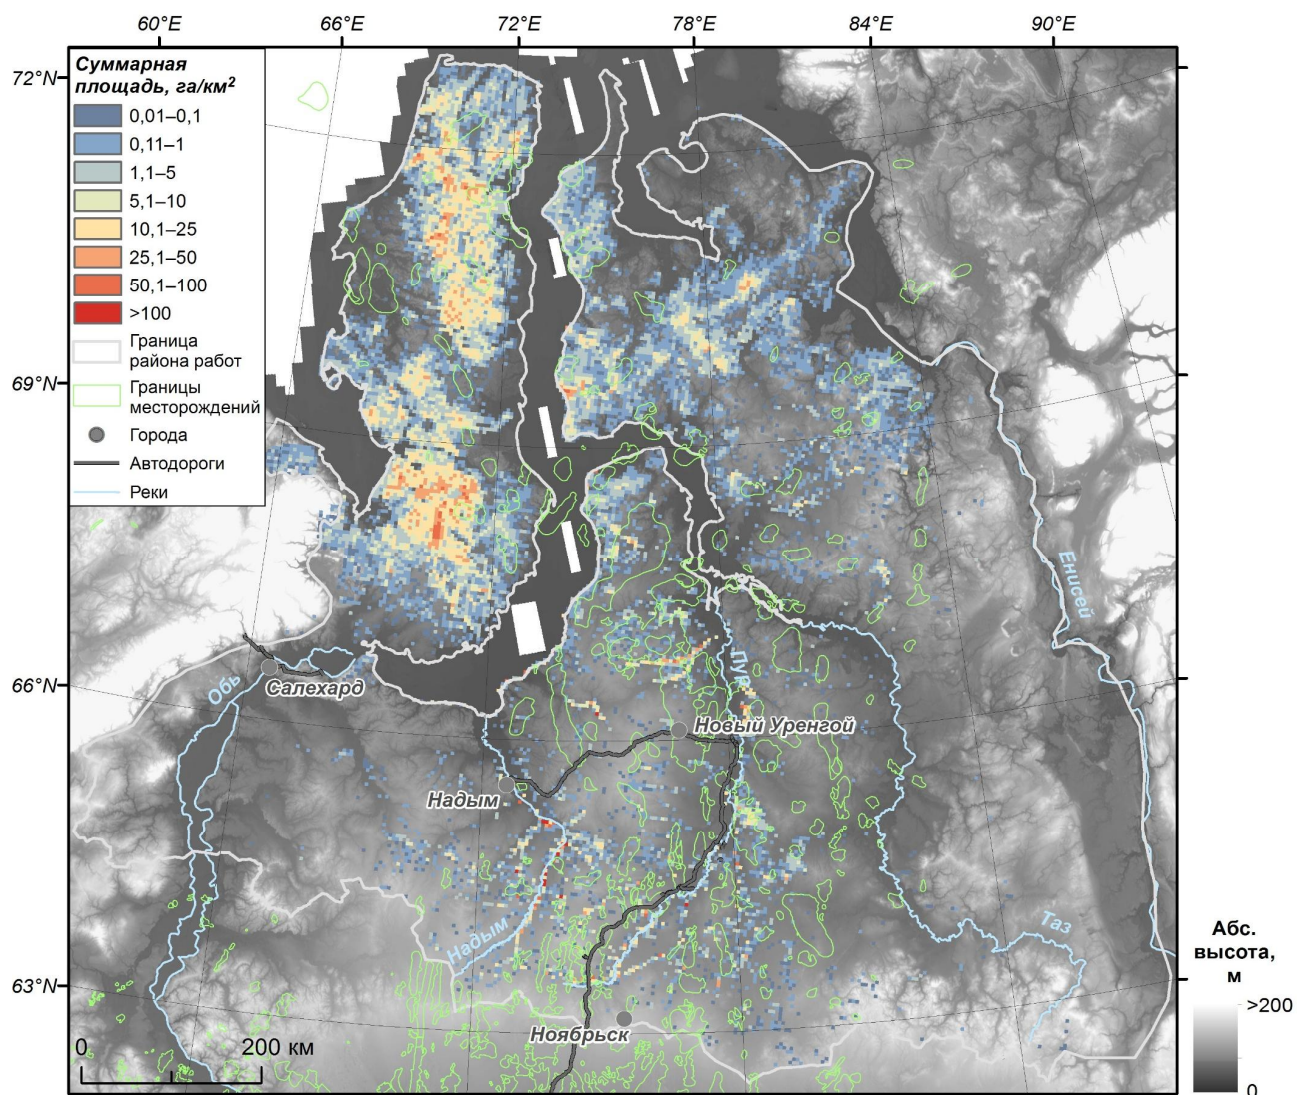 60°E 66°E 72°E 78°E 84°E 90°E
72°N
69°N
66°N
63°N
Суммарная
площадь, га/км²
0,01–0,1
0,11–1
1,1–5
5,1–10
10,1–25
25,1–50
50,1–100
>100
Граница
района работ
Границы
месторождений
Города
Автодороги
Реки
Енисей
Пур
Обь
Салехард
Новый Уренгой
Надым
Надым
Таз
Ноябрьск
0 200 км
Абс.
высота,
м
>200
0